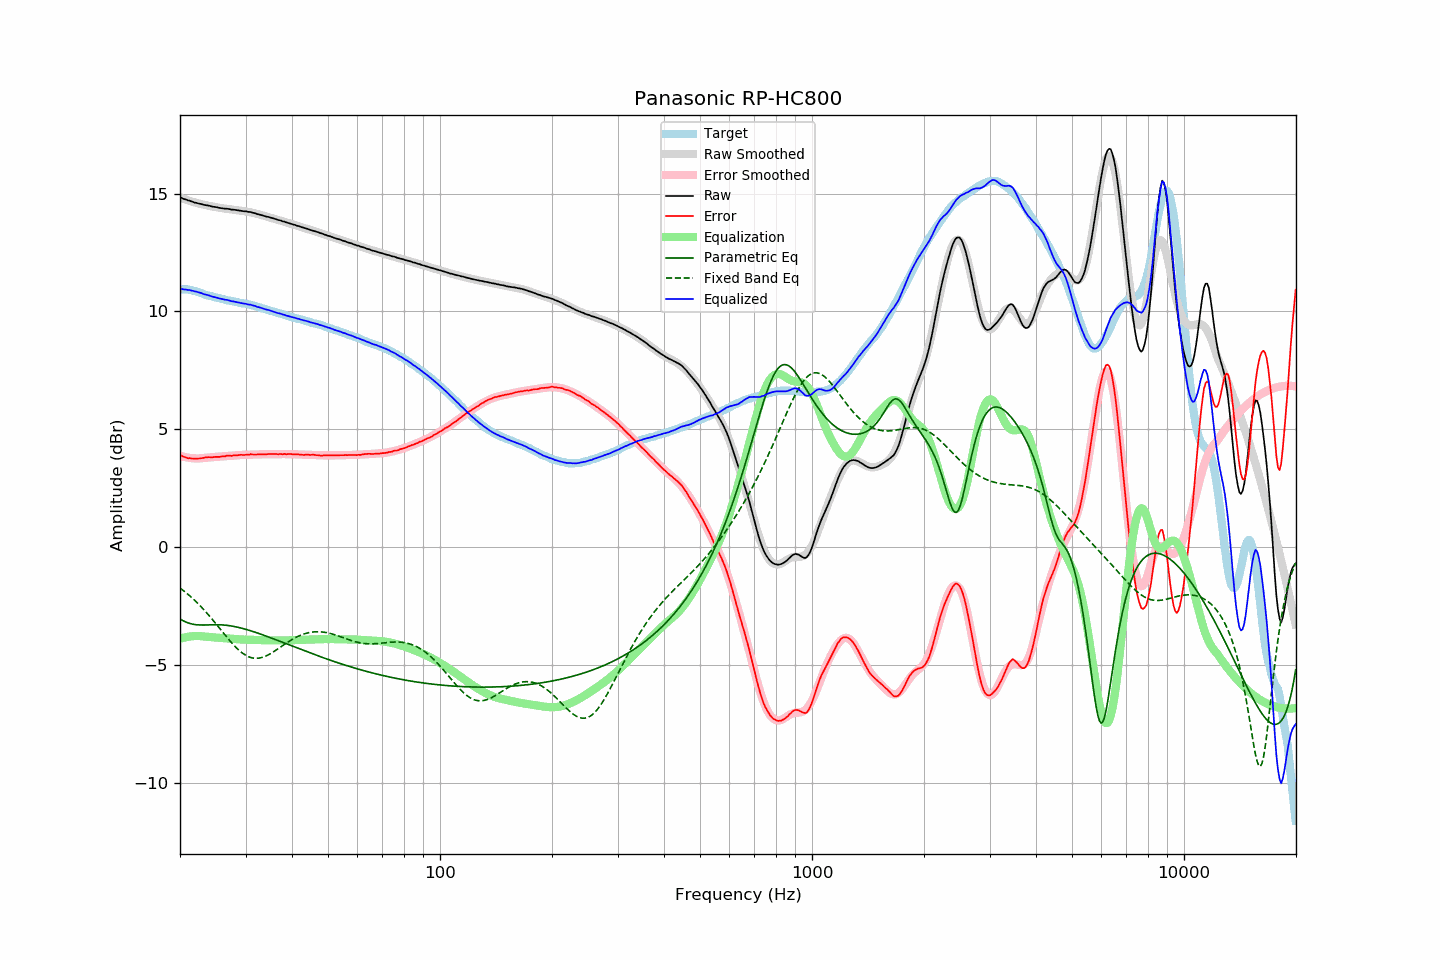 Panasonic RP-HC800
Target
Raw Smoothed
Error Smoothed
Raw
Error
Equalization
Parametric Eq
Fixed Band Eq
Equalized
Amplitude (dBr)
15
10
5
0
−5
−10
100
1000
10000
Frequency (Hz)